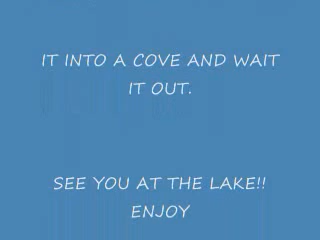 IT INTO A COVE AND WAIT
IT OUT.
SEE YOU AT THE LAKE!!
ENJOY